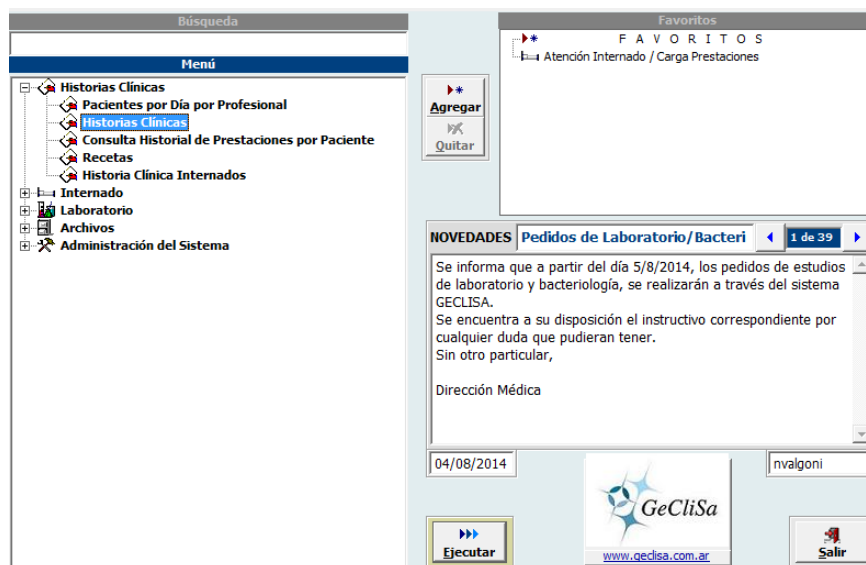 Búsqueda
Menú
Historias Clínicas
Pacientes por Día por Profesional
Historias Clínicas
Consulta Historial de Prestaciones por Paciente
Recetas
Historia Clínica Internados
Internado
Laboratorio
Archivos
Administración del Sistema
Agregar
Quitar
Favoritos
F A V O R I T O S
Atención Internado / Carga Prestaciones
NOVEDADES Pedidos de Laboratorio/Bacteri 1 de 39
Se informa que a partir del día 5/8/2014, los pedidos de estudios
de laboratorio y bacteriología, se realizarán a través del sistema
GECLISA.
Se encuentra a su disposición el instructivo correspondiente por
cualquier duda que pudieran tener.
Sin otro particular,
Dirección Médica
04/08/2014
nvalgoni
GeCliSa
www.geclisa.com.ar
Ejecutar
Salir